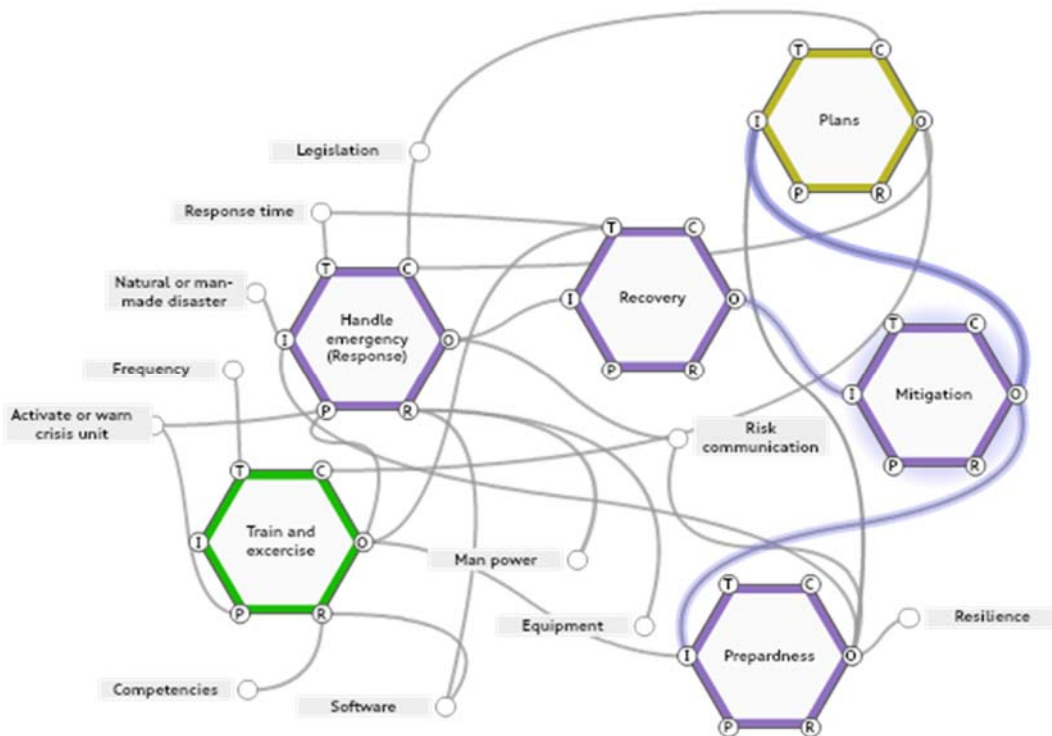 T
C
I
Plans
O
P
R
Legislation
Response time
T
C
I
Recovery
O
P
R
Natural or man-
made disaster
T
C
I
Handle
emergency
(Response)
O
P
R
T
C
I
Mitigation
O
P
R
Frequency
Activate or warn
crisis unit
Risk
communication
T
C
I
Train and
excercise
O
P
R
Man power
Equipment
T
C
I
Prepardness
O
P
R
Resilience
Competencies
Software